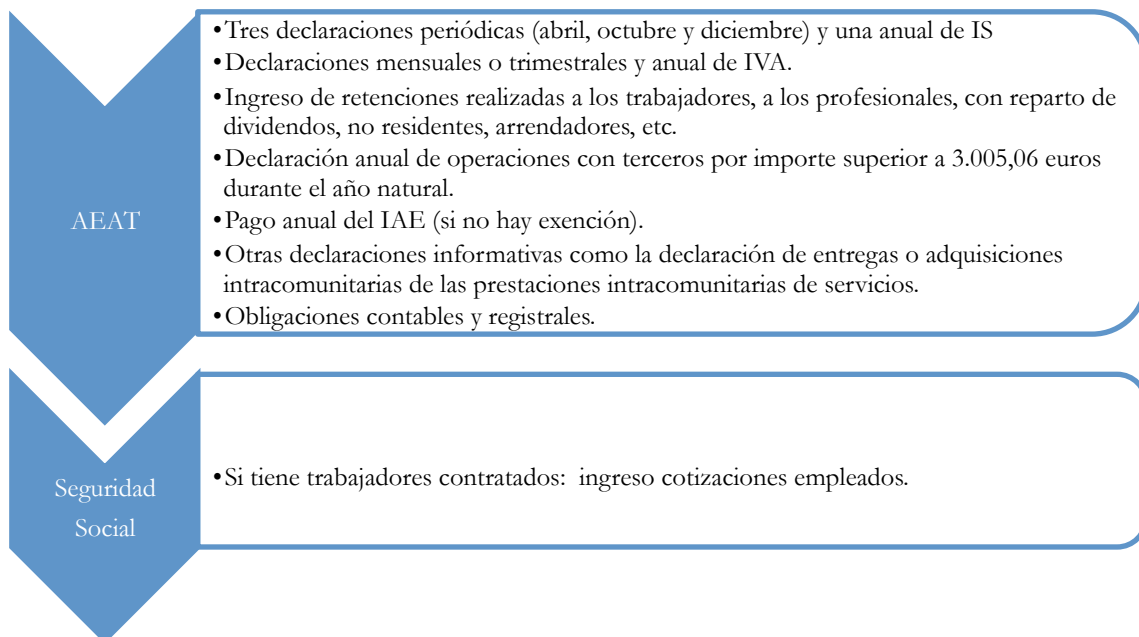 AEAT
•Tres declaraciones periódicas (abril, octubre y diciembre) y una anual de IS
•Declaraciones mensuales o trimestrales y anual de IVA.
•Ingreso de retenciones realizadas a los trabajadores, a los profesionales, con reparto de
dividendos, no residentes, arrendadores, etc.
•Declaración anual de operaciones con terceros por importe superior a 3.005,06 euros
durante el año natural.
•Pago anual del IAE (si no hay exención).
•Otras declaraciones informativas como la declaración de entregas o adquisiciones
intracomunitarias de las prestaciones intracomunitarias de servicios.
•Obligaciones contables y registrales.
Seguridad
Social
•Si tiene trabajadores contratados: ingreso cotizaciones empleados.